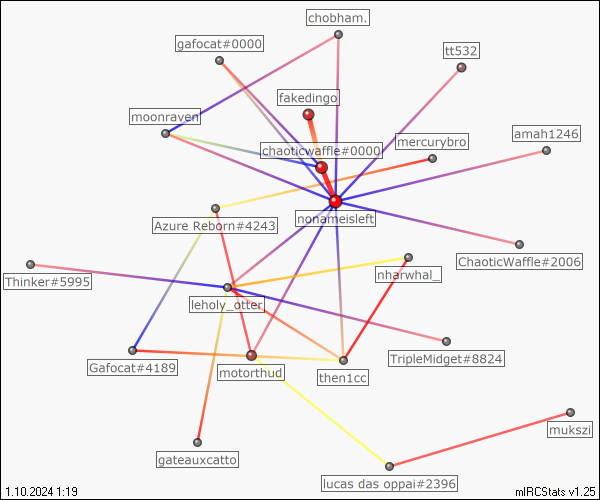 chobham.
gafocat#0000
tt532
fakedingo
moonraven
mercurybro
amah1246
chaoticwaffle#0000
nonameisleft
Azure Reborn#4243
ChaoticWaffle#2006
nharwhal_
Thinker#5995
leholy_otter
TripleMidget#8824
Gafocat#4189
motorthud
then1cc
mukszi
gateauxcatto
lucas das oppai#2396
1.10.2024 1:19
mIRCStats v1.25